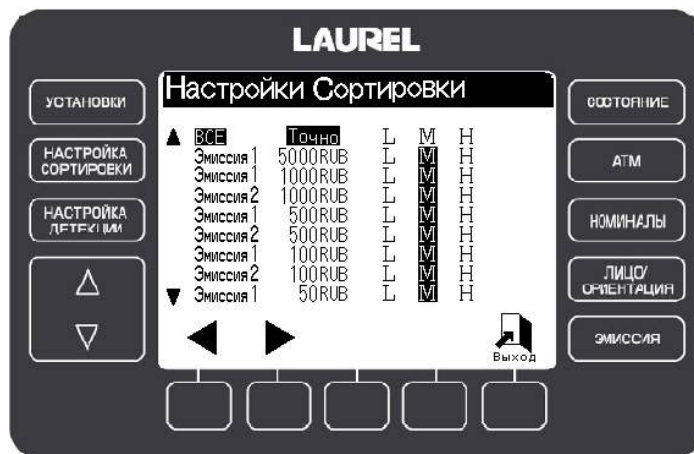 LAUREL
УСТАНОВКИ
НАСТРОЙКА
СОРТИРОВКИ
НАСТРОЙКА
ДЕТЕКЦИИ
Настройки Сортировки
ВСЕ Точно L M H
Эмиссия 1 5000RUB L M H
Эмиссия 1 1000RUB L M H
Эмиссия 2 1000RUB L M H
Эмиссия 1 500RUB L M H
Эмиссия 2 500RUB L M H
Эмиссия 1 100RUB L M H
Эмиссия 2 100RUB L M H
Эмиссия 1 50RUB L M H
Выход
СОСТОЯНИЕ
ATM
НОМИНАЛЫ
ЛИЦО/
ОРИЕНТАЦИЯ
ЭМИССИЯ